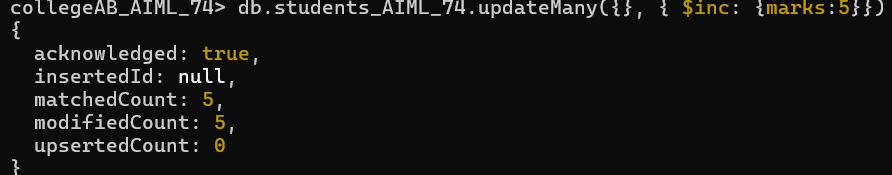 collegeAB_AIML_74> db.students_AIML_74.updateMany({}, { $inc: {marks:5}})
{
  acknowledged: true,
  insertedId: null,
  matchedCount: 5,
  modifiedCount: 5,
  upsertedCount: 0
}